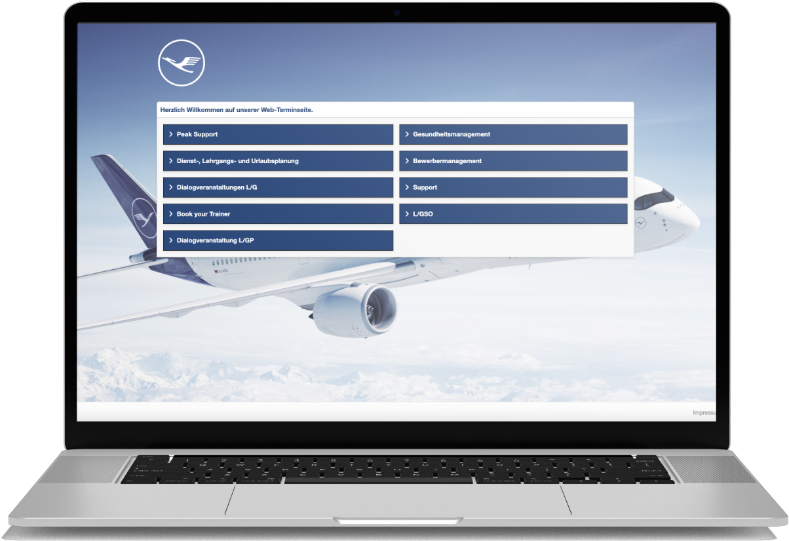 Herzlich Willkommen auf unserer Web-Terminseite.
> Peak Support
> Gesundheitsmanagement
> Dienst-, Lehrgangs- und Urlaubsplanung
> Bewerbermanagement
> Dialogveranstaltungen L/G
> Support
> Book your Trainer
> L/GSO
> Dialogveranstaltung L/GP
Impressu